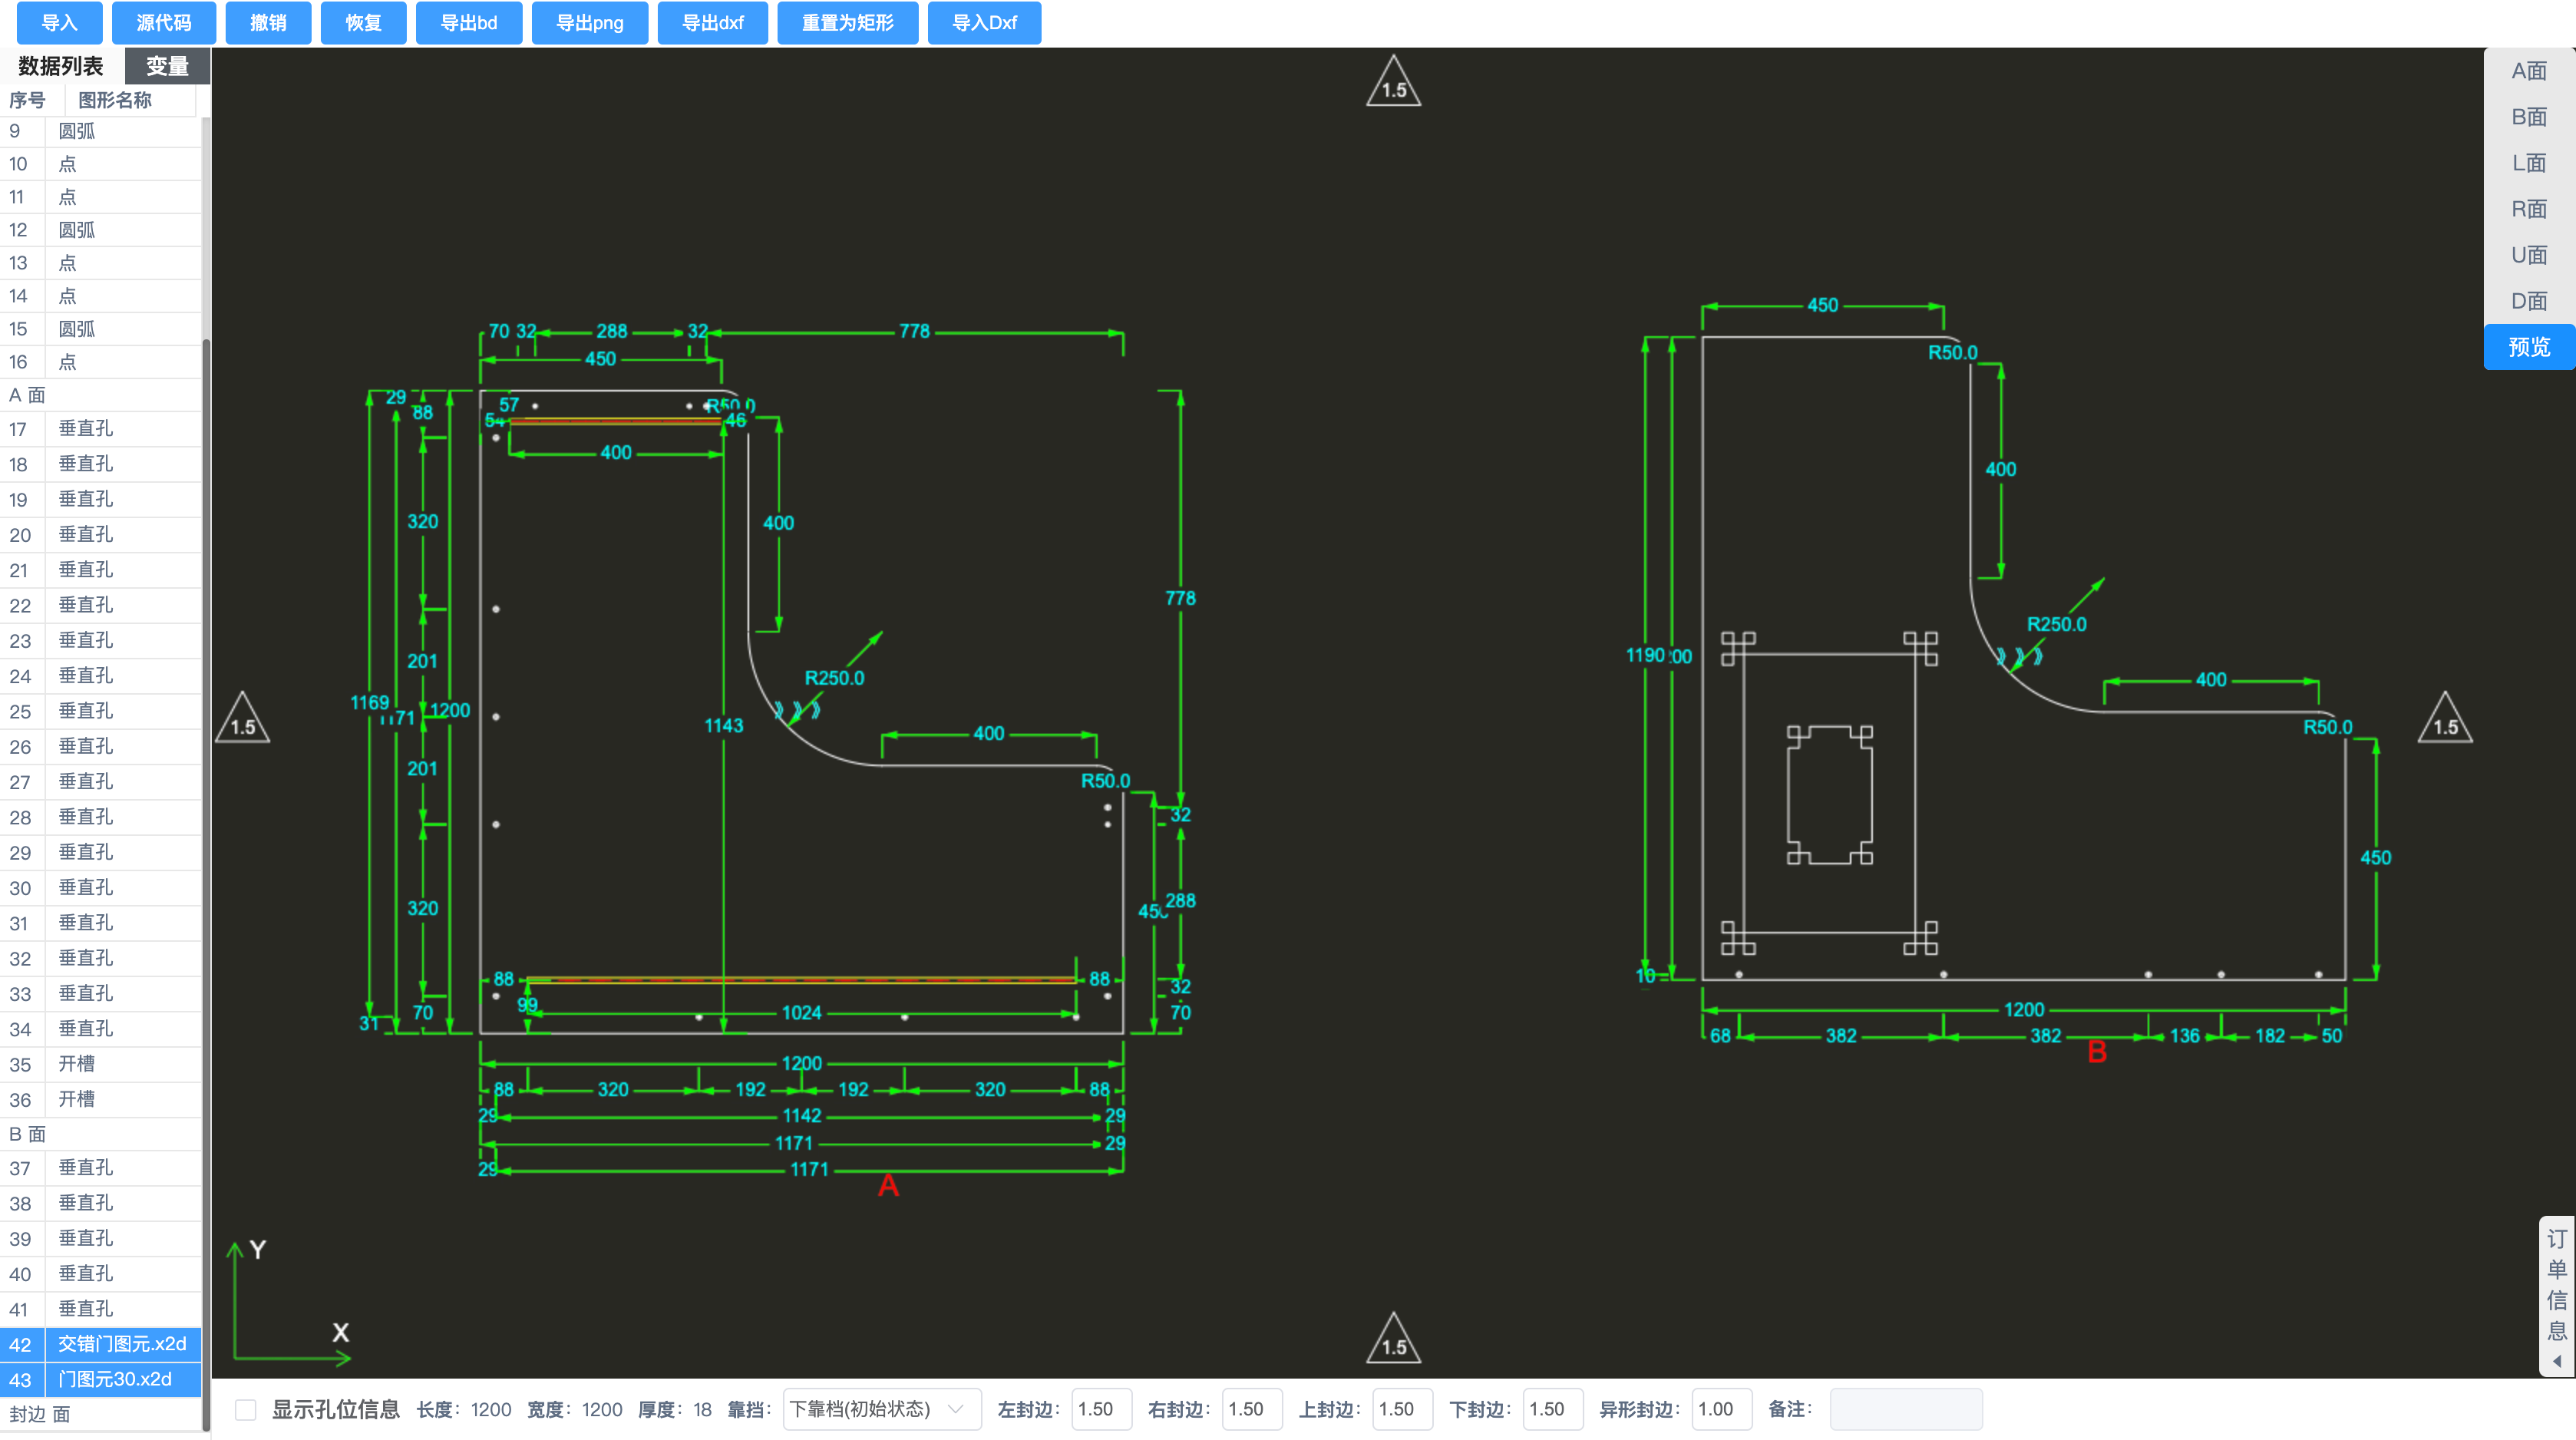 导入 源代码 撤销 恢复 导出bd 导出png 导出dxf 重置为矩形 导入Dxf
数据列表 变量
序号 图形名称
9 圆弧
10 点
11 点
12 圆弧
13 点
14 点
15 圆弧
16 点
A 面
17 垂直孔
18 垂直孔
19 垂直孔
20 垂直孔
21 垂直孔
22 垂直孔
23 垂直孔
24 垂直孔
25 垂直孔
26 垂直孔
27 垂直孔
28 垂直孔
29 垂直孔
30 垂直孔
31 垂直孔
32 垂直孔
33 垂直孔
34 垂直孔
35 开槽
36 开槽
B 面
37 垂直孔
38 垂直孔
39 垂直孔
40 垂直孔
41 垂直孔
42 交错门图元.x2d
43 门图元30.x2d
封边 面
1.5
70 32 288 32 778
450
29
88
57 R50.0
54 46
400
320
400
778
201
R250.0
1169 1171 1200
1143
400
201
R50.0
32
320
450 288
88 88
32
99
1024
31 70 70
1200
88 320 192 192 320 88
29 1142 29
1171 29
29 1171
A
1.5
450
R50.0
400
R250.0
1190
400
R50.0
450
10
1200
68 382 382 136 182 50
B
1.5
1.5
Y
X
A面
B面
L面
R面
U面
D面
预览
订单信息
显示孔位信息 长度: 1200 宽度: 1200 厚度: 18 靠挡: 下靠档(初始状态) 左封边: 1.50 右封边: 1.50 上封边: 1.50 下封边: 1.50 异形封边: 1.00 备注: